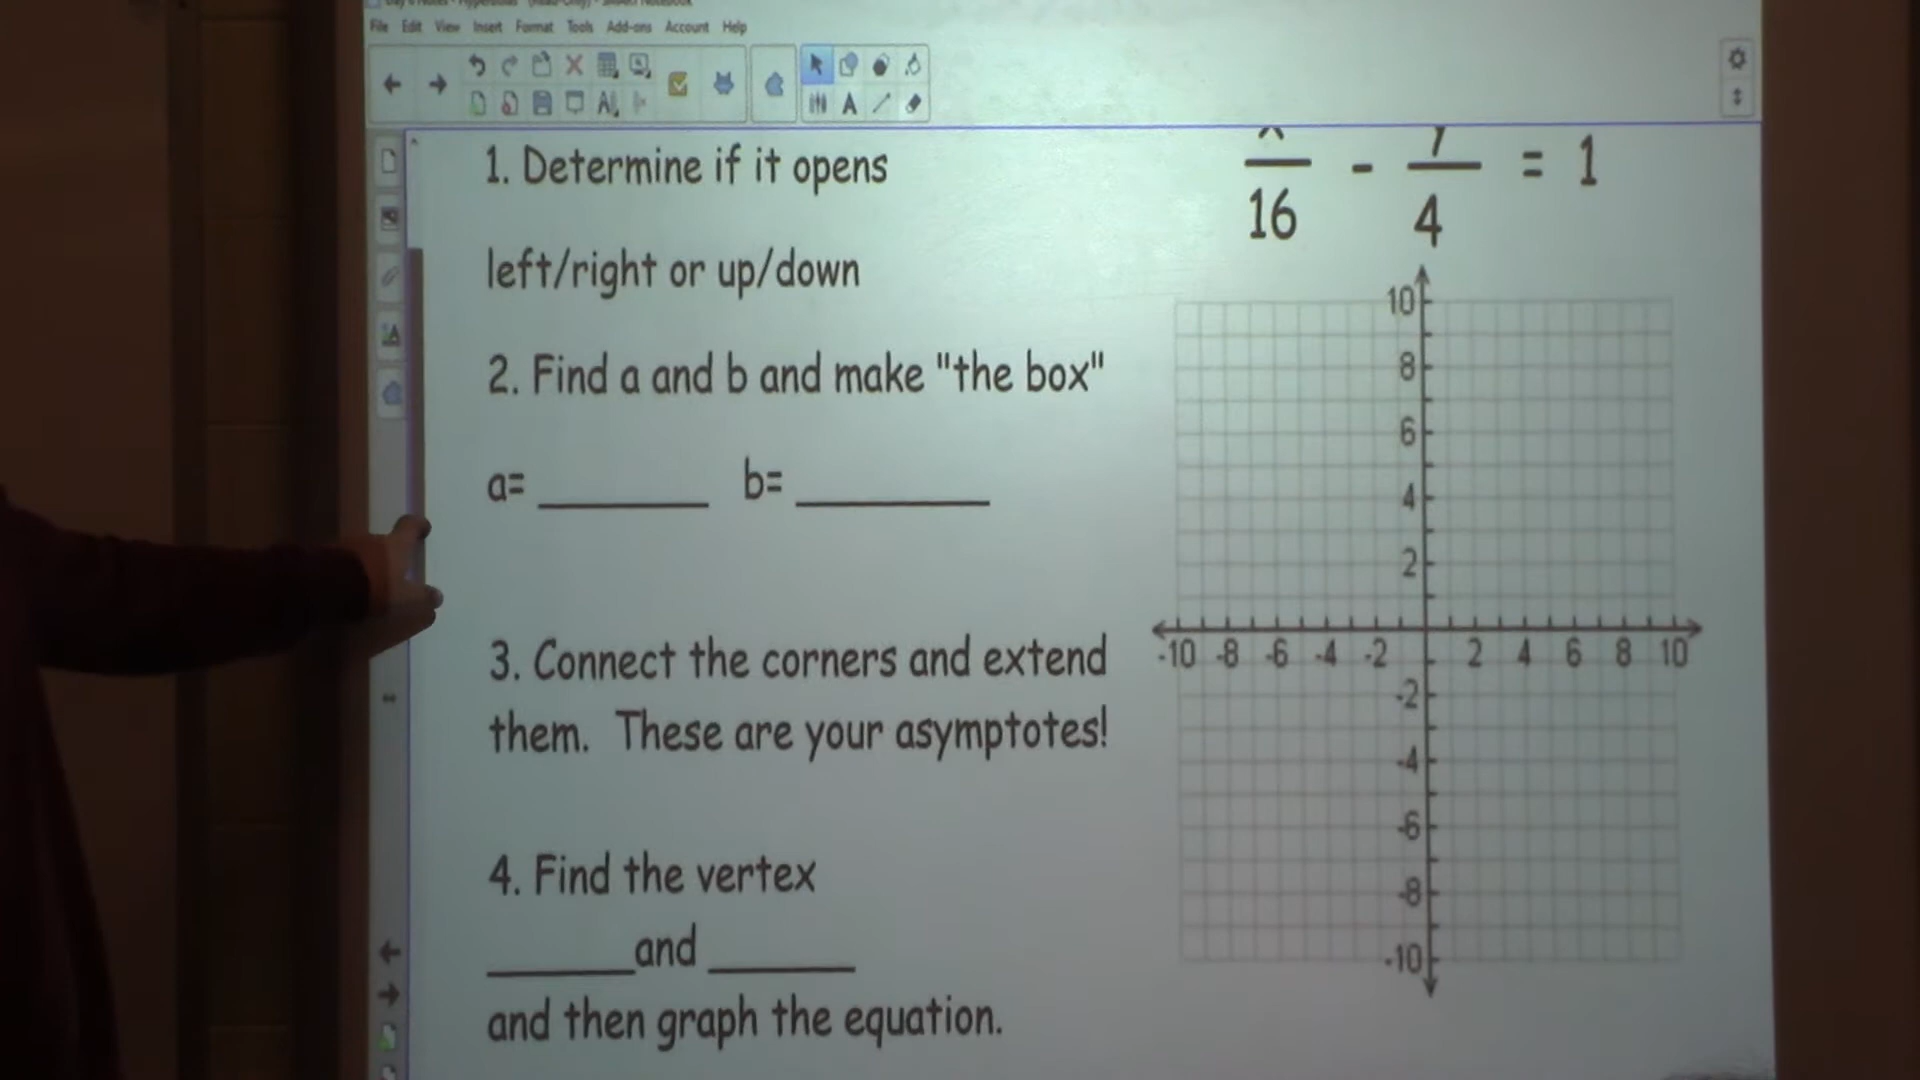 File Edit View Insert Format Tools Add-ons Account Help
1. Determine if it opens
left/right or up/down
2. Find a and b and make "the box"
a= ______ b= ______
3. Connect the corners and extend
them. These are your asymptotes!
4. Find the vertex
______and ______
and then graph the equation.
- = 1
16 4
10
8
6
4
2
-10 -8 -6 -4 -2 2 4 6 8 10
-2
-4
-6
-8
-10